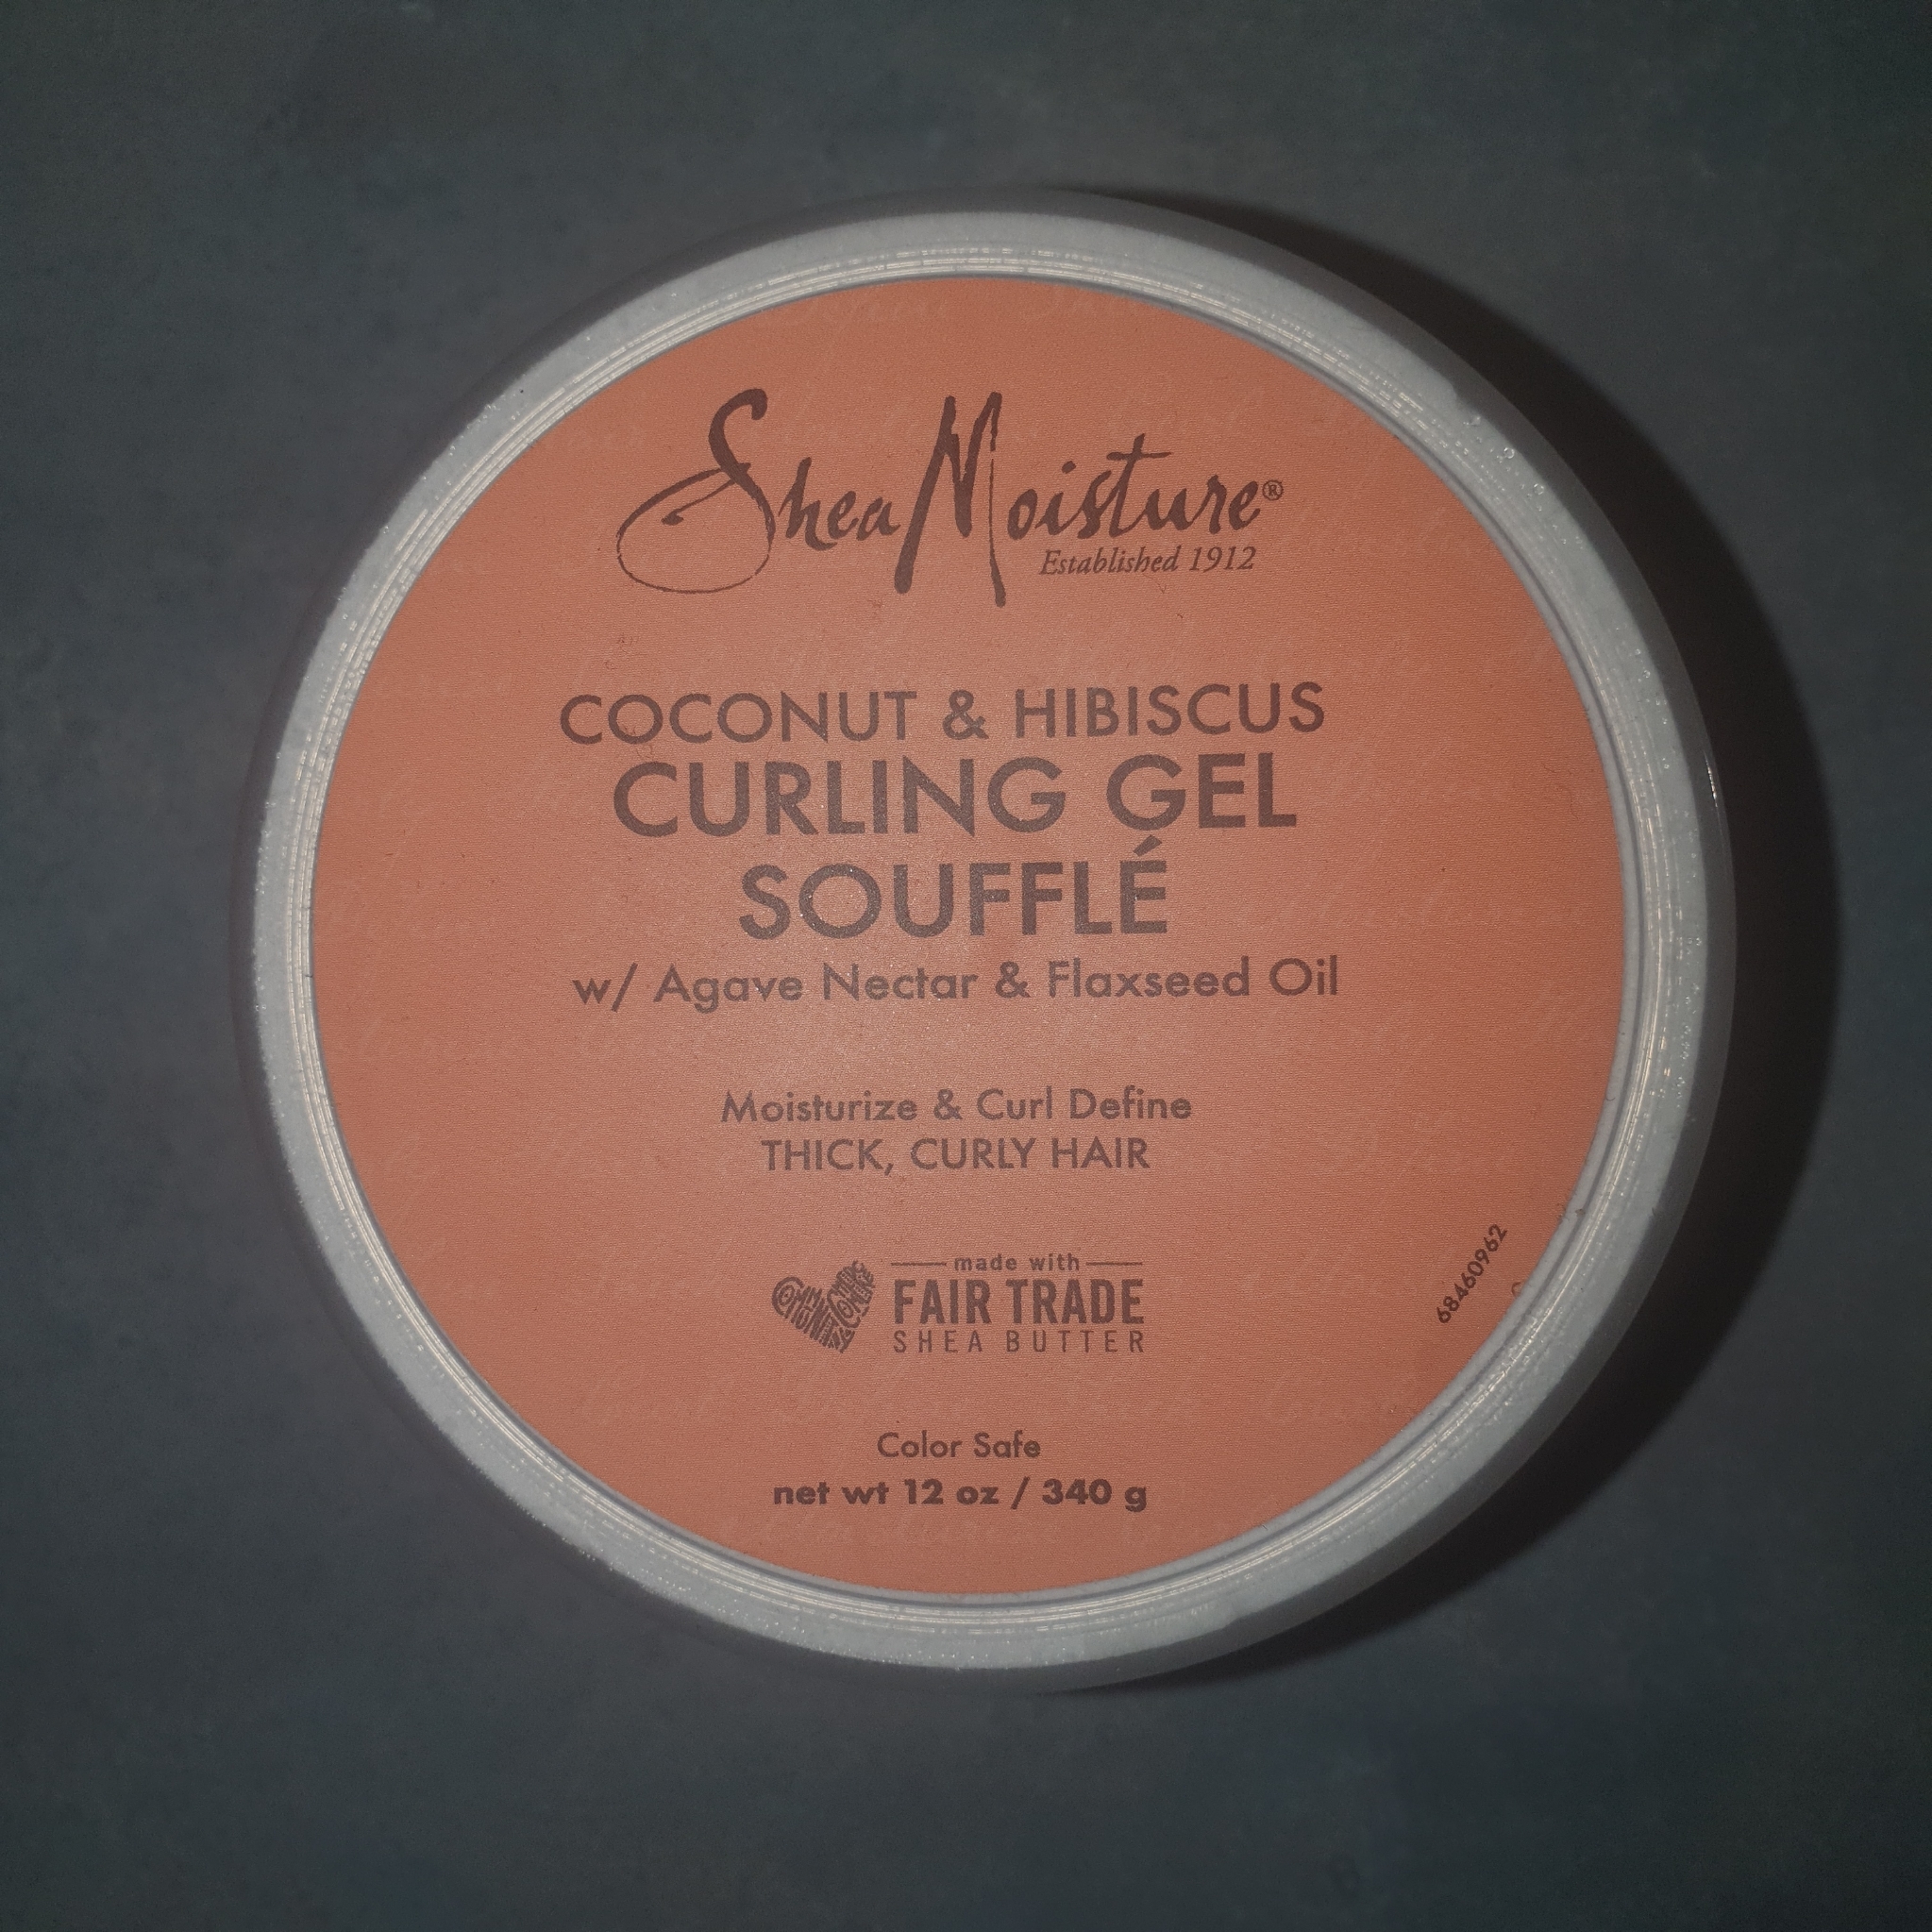 SheaMoisture®
Established 1912
COCONUT & HIBISCUS
CURLING GEL
SOUFFLÉ
w/ Agave Nectar & Flaxseed Oil
Moisturize & Curl Define
THICK, CURLY HAIR
made with
FAIR TRADE
SHEA BUTTER
68460962
Color Safe
net wt 12 oz / 340 g